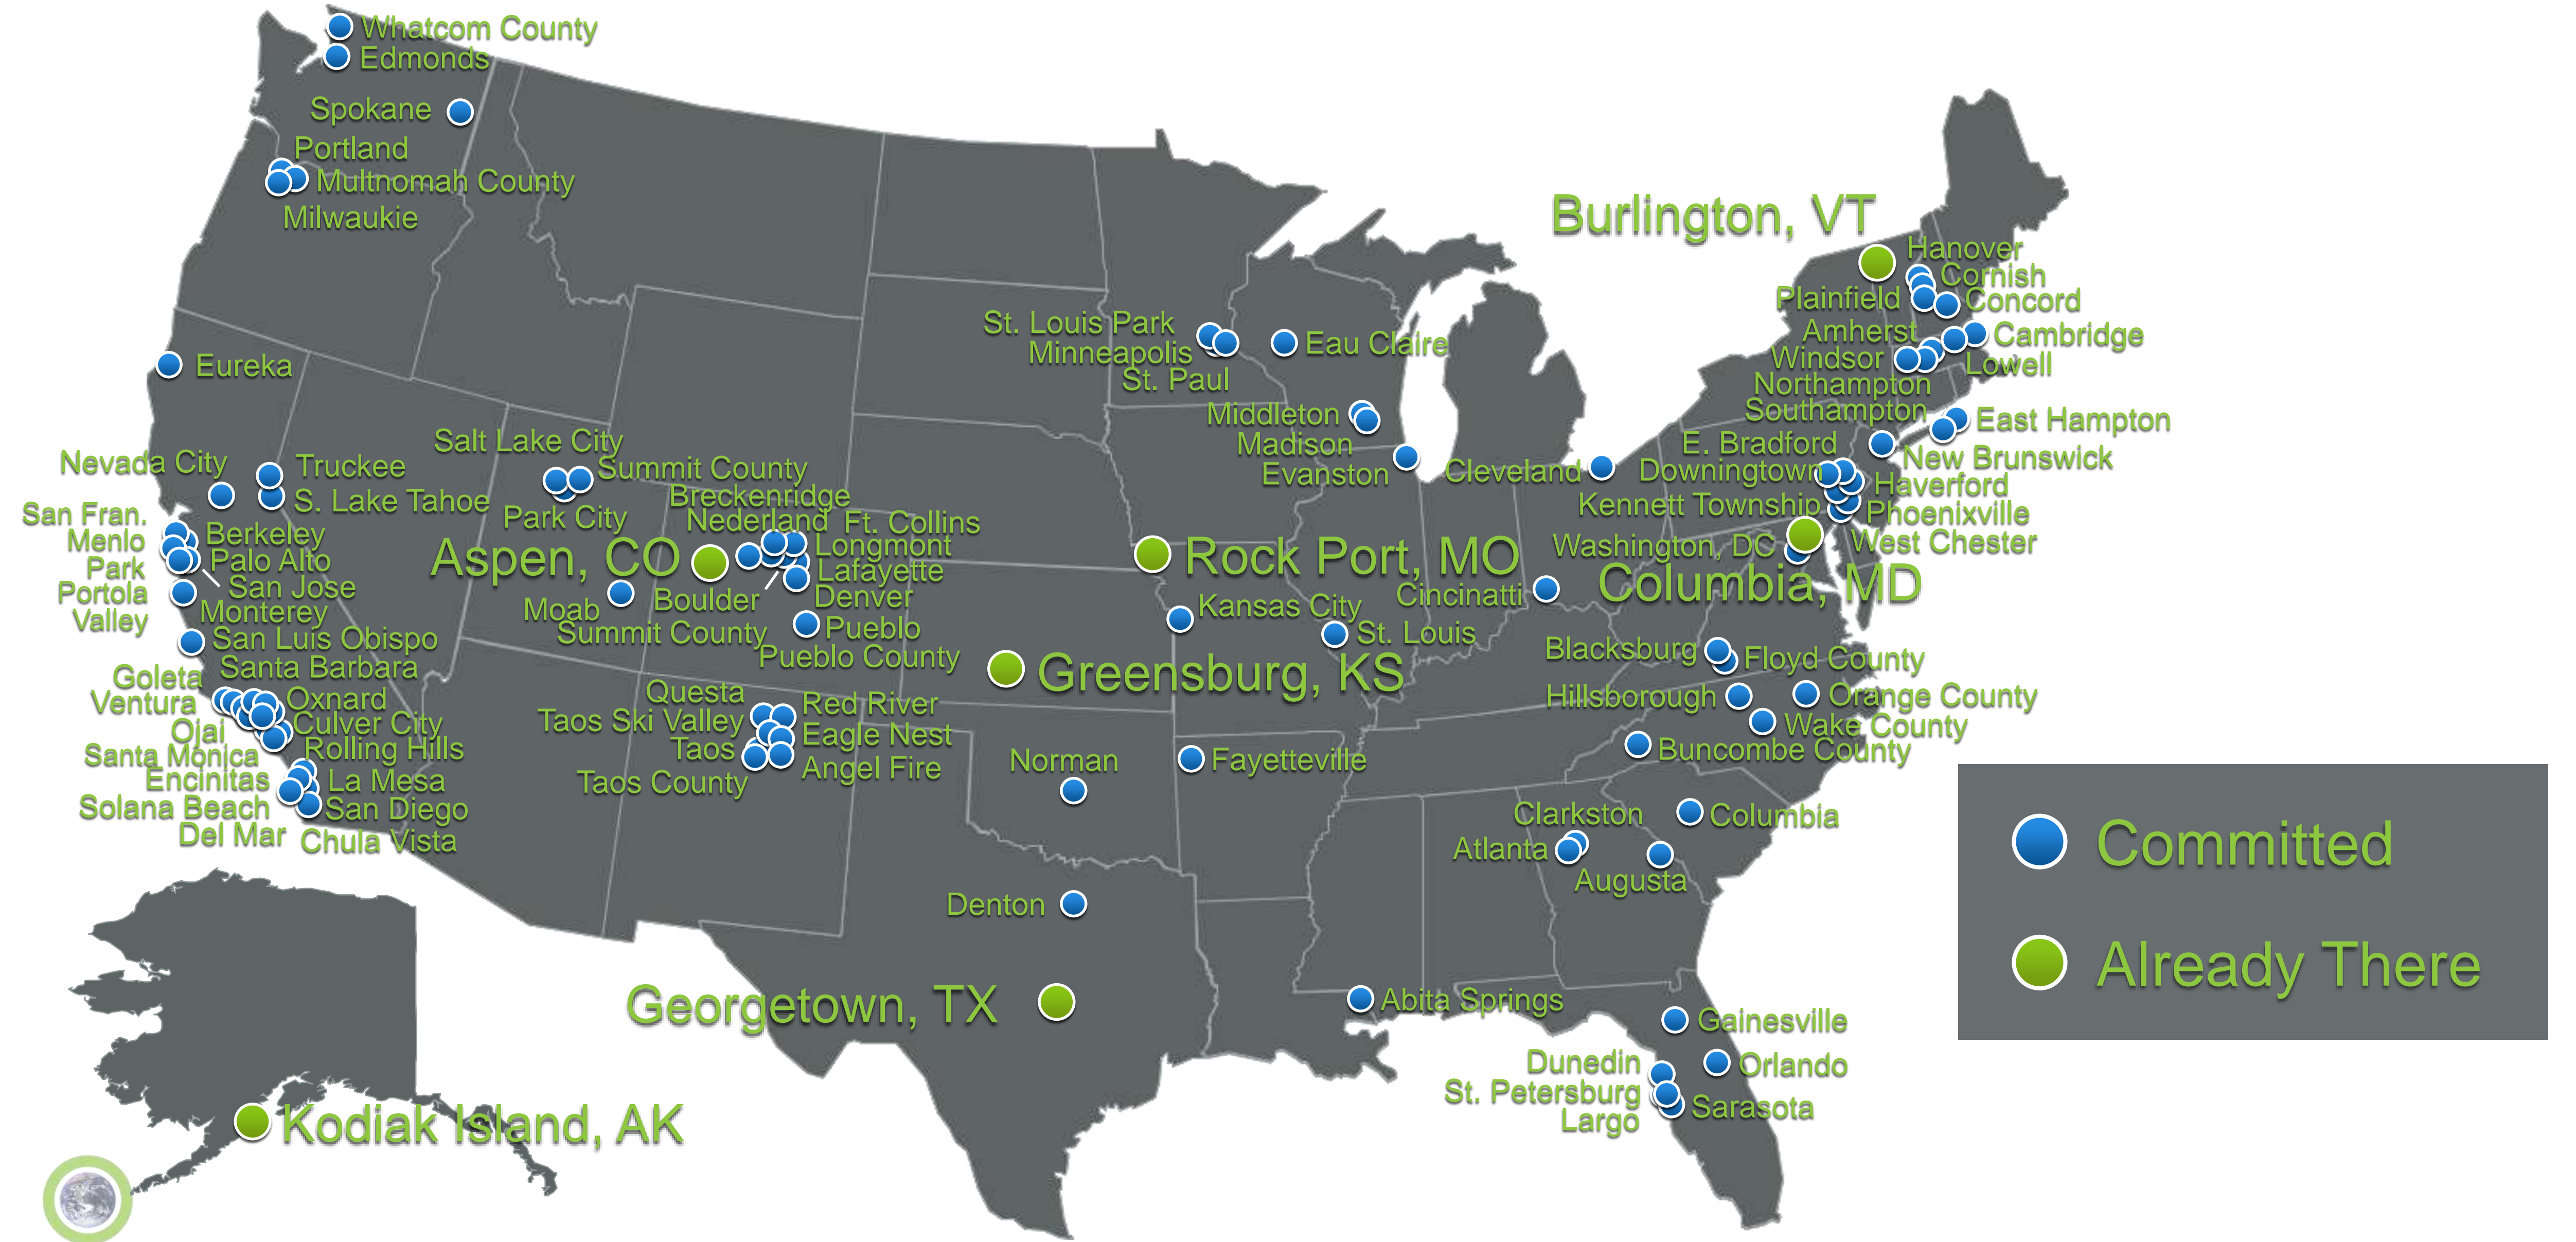 Whatcom County
Edmonds
Spokane
Portland
Multnomah County
Milwaukie
Burlington, VT
Hanover
Cornish
Plainfield
Concord
Amherst
Cambridge
Windsor
Lowell
Northampton
Southampton
East Hampton
St. Louis Park
Minneapolis
St. Paul
Eau Claire
Eureka
Middleton
Madison
Evanston
Cleveland
E. Bradford
New Brunswick
Downingtown
Haverford
Kennett Township
Phoenixville
West Chester
Washington, DC
Columbia, MD
Nevada City
Truckee
S. Lake Tahoe
Salt Lake City
Summit County
Park City
Breckenridge
Nederland
Ft. Collins
Longmont
Lafayette
Denver
Boulder
Aspen, CO
Moab
Summit County
Pueblo
Pueblo County
Rock Port, MO
Kansas City
St. Louis
Cincinatti
Greensburg, KS
San Fran.
Berkeley
Menlo
Park
Palo Alto
San Jose
Portola
Valley
Monterey
San Luis Obispo
Santa Barbara
Goleta
Ventura
Oxnard
Ojai
Culver City
Santa Monica
Rolling Hills
Encinitas
La Mesa
Solana Beach
San Diego
Del Mar
Chula Vista
Questa
Red River
Taos Ski Valley
Eagle Nest
Taos
Angel Fire
Taos County
Norman
Fayetteville
Denton
Blacksburg
Floyd County
Hillsborough
Orange County
Wake County
Buncombe County
Clarkston
Columbia
Atlanta
Augusta
Georgetown, TX
Abita Springs
Gainesville
Dunedin
Orlando
St. Petersburg
Largo
Sarasota
Kodiak Island, AK
Committed
Already There